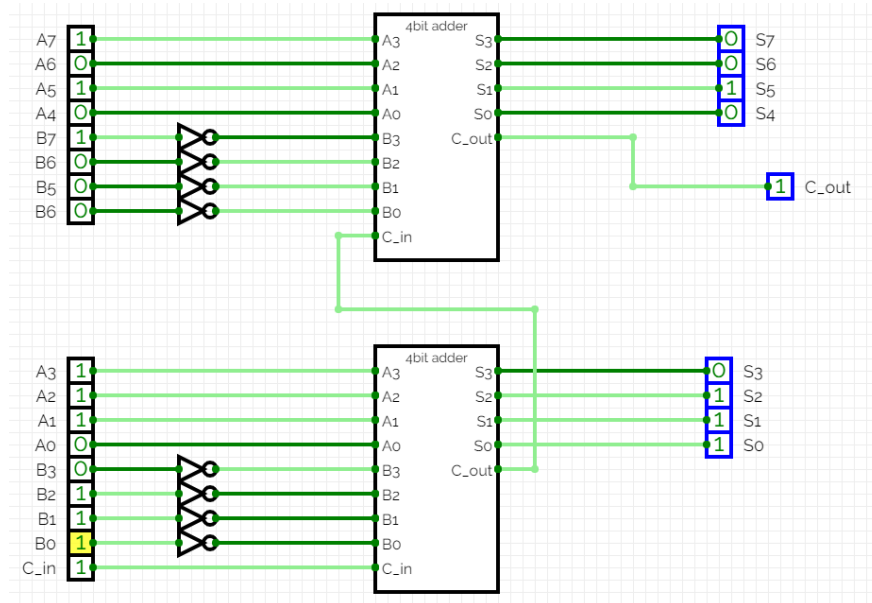 4bit adder
A7 1 A3 S3 0 S7
A6 0 A2 S2 0 S6
A5 1 A1 S1 1 S5
A4 0 A0 S0 0 S4
B7 1 B3 C_out
B6 0 B2
B5 0 B1 1 C_out
B6 0 B0
C_in
4bit adder
A3 1 A3 S3 0 S3
A2 1 A2 S2 1 S2
A1 1 A1 S1 1 S1
A0 0 A0 S0 1 S0
B3 0 B3 C_out
B2 1 B2
B1 1 B1
B0 1 B0
C_in 1 C_in